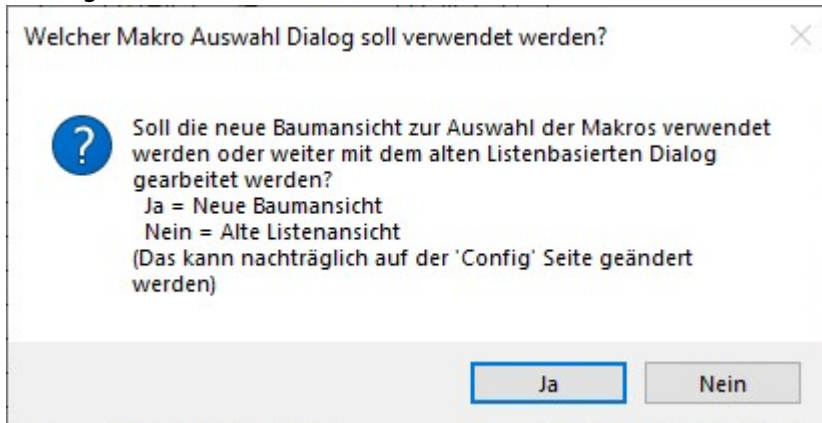 Welcher Makro Auswahl Dialog soll verwendet werden?
Soll die neue Baumansicht zur Auswahl der Makros verwendet
werden oder weiter mit dem alten Listenbasierten Dialog
gearbeitet werden?
Ja = Neue Baumansicht
Nein = Alte Listenansicht
(Das kann nachträglich auf der 'Config' Seite geändert
werden)
Ja
Nein